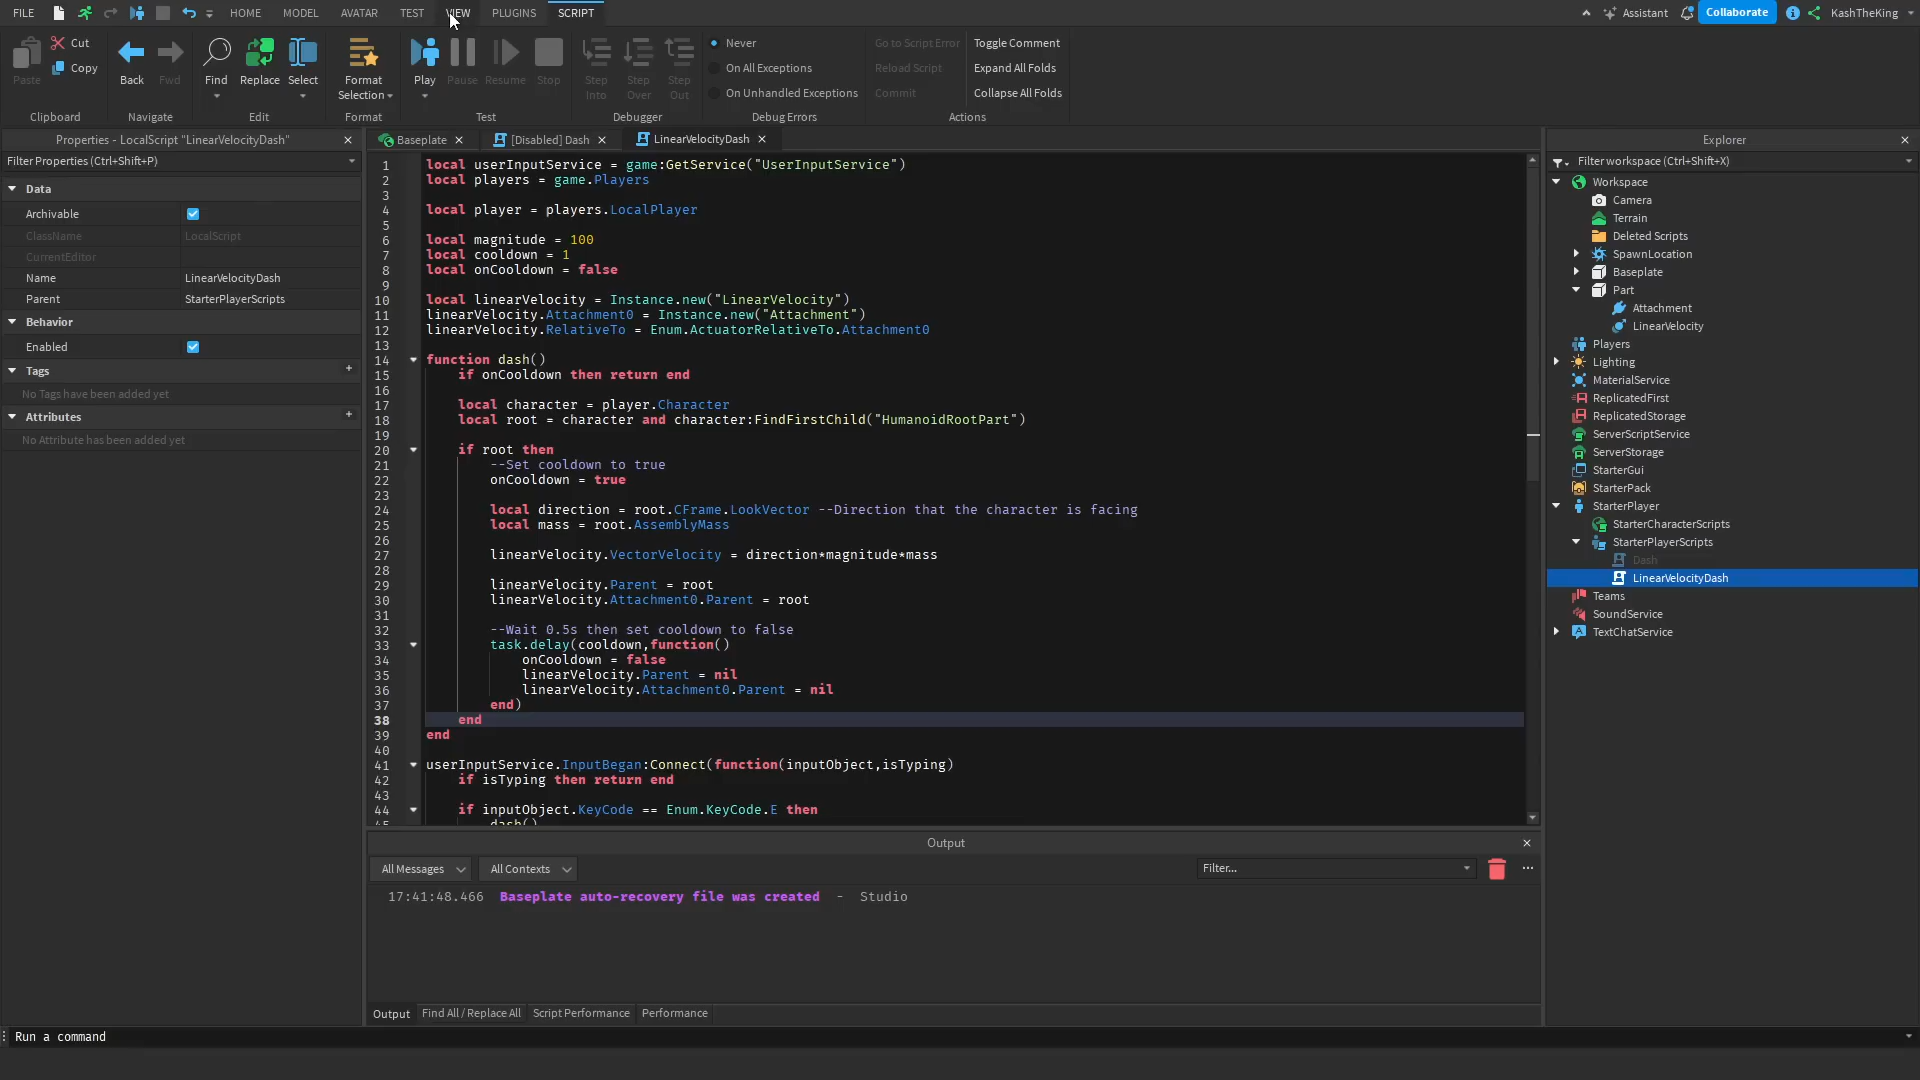 FILE
HOME
MODEL
AVATAR
TEST
VIEW
PLUGINS
SCRIPT
Assistant
Collaborate
KashTheKing
Paste
Cut
Copy
Clipboard
Back
Fwd
Navigate
Find
Replace
Select
Edit
Format
Selection
Format
Play
Pause
Resume
Stop
Test
Step
Into
Step
Over
Step
Out
Debugger
Never
On All Exceptions
On Unhandled Exceptions
Debug Errors
Go to Script Error
Reload Script
Commit
Toggle Comment
Expand All Folds
Collapse All Folds
Actions
Properties - LocalScript "LinearVelocityDash"
Filter Properties (Ctrl+Shift+P)
Data
Archivable
ClassName LocalScript
CurrentEditor
Name LinearVelocityDash
Parent StarterPlayerScripts
Behavior
Enabled
Tags
No Tags have been added yet
Attributes
No Attribute has been added yet
Baseplate
[Disabled] Dash
LinearVelocityDash
1 local userInputService = game:GetService("UserInputService")
2 local players = game.Players
3
4 local player = players.LocalPlayer
5
6 local magnitude = 100
7 local cooldown = 1
8 local onCooldown = false
9
10 local linearVelocity = Instance.new("LinearVelocity")
11 linearVelocity.Attachment0 = Instance.new("Attachment")
12 linearVelocity.RelativeTo = Enum.ActuatorRelativeTo.Attachment0
13
14 function dash()
15 if onCooldown then return end
16
17 local character = player.Character
18 local root = character and character:FindFirstChild("HumanoidRootPart")
19
20 if root then
21 --Set cooldown to true
22 onCooldown = true
23
24 local direction = root.CFrame.LookVector --Direction that the character is facing
25 local mass = root.AssemblyMass
26
27 linearVelocity.VectorVelocity = direction*magnitude*mass
28
29 linearVelocity.Parent = root
30 linearVelocity.Attachment0.Parent = root
31
32 --Wait 0.5s then set cooldown to false
33 task.delay(cooldown,function()
34 onCooldown = false
35 linearVelocity.Parent = nil
36 linearVelocity.Attachment0.Parent = nil
37 end)
38 end
39 end
40
41 userInputService.InputBegan:Connect(function(inputObject,isTyping)
42 if isTyping then return end
43
44 if inputObject.KeyCode == Enum.KeyCode.E then
45 dash()
Output
All Messages
All Contexts
Filter...
17:41:48.466 Baseplate auto-recovery file was created - Studio
Output
Find All / Replace All
Script Performance
Performance
Run a command
Explorer
Filter workspace (Ctrl+Shift+X)
Workspace
Camera
Terrain
Deleted Scripts
SpawnLocation
Baseplate
Part
Attachment
LinearVelocity
Players
Lighting
MaterialService
ReplicatedFirst
ReplicatedStorage
ServerScriptService
ServerStorage
StarterGui
StarterPack
StarterPlayer
StarterCharacterScripts
StarterPlayerScripts
Dash
LinearVelocityDash
Teams
SoundService
TextChatService